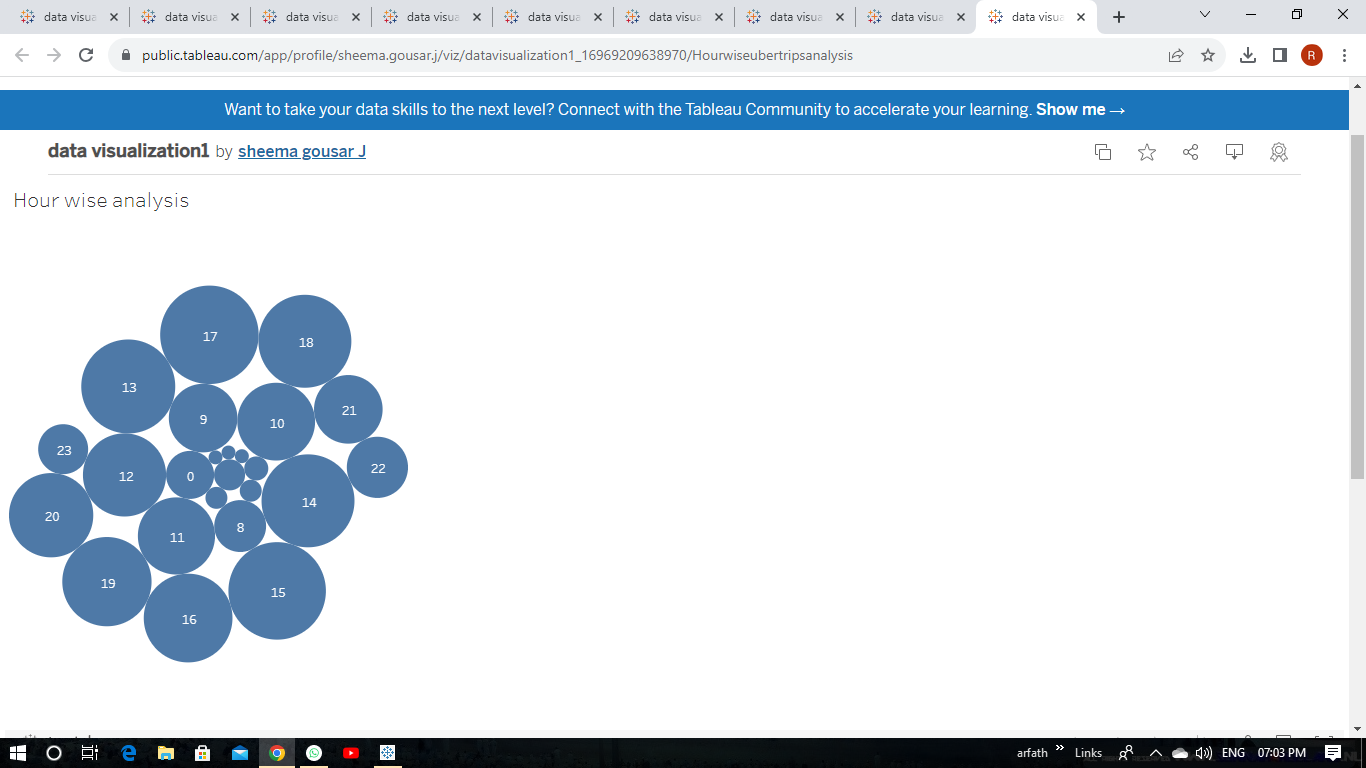 data visua data visua data visua data visua data visua data visua data visua data visua data visua
public.tableau.com/app/profile/sheema.gousar.j/viz/datavisualization1_16969209638970/Hourwiseubertripsanalysis
R
Want to take your data skills to the next level? Connect with the Tableau Community to accelerate your learning. Show me →
data visualization1 by sheema gousar J
Hour wise analysis
17
18
13
21
9
10
23
22
12
0
14
20
8
11
19
15
16
arfath » Links ENG 07:03 PM